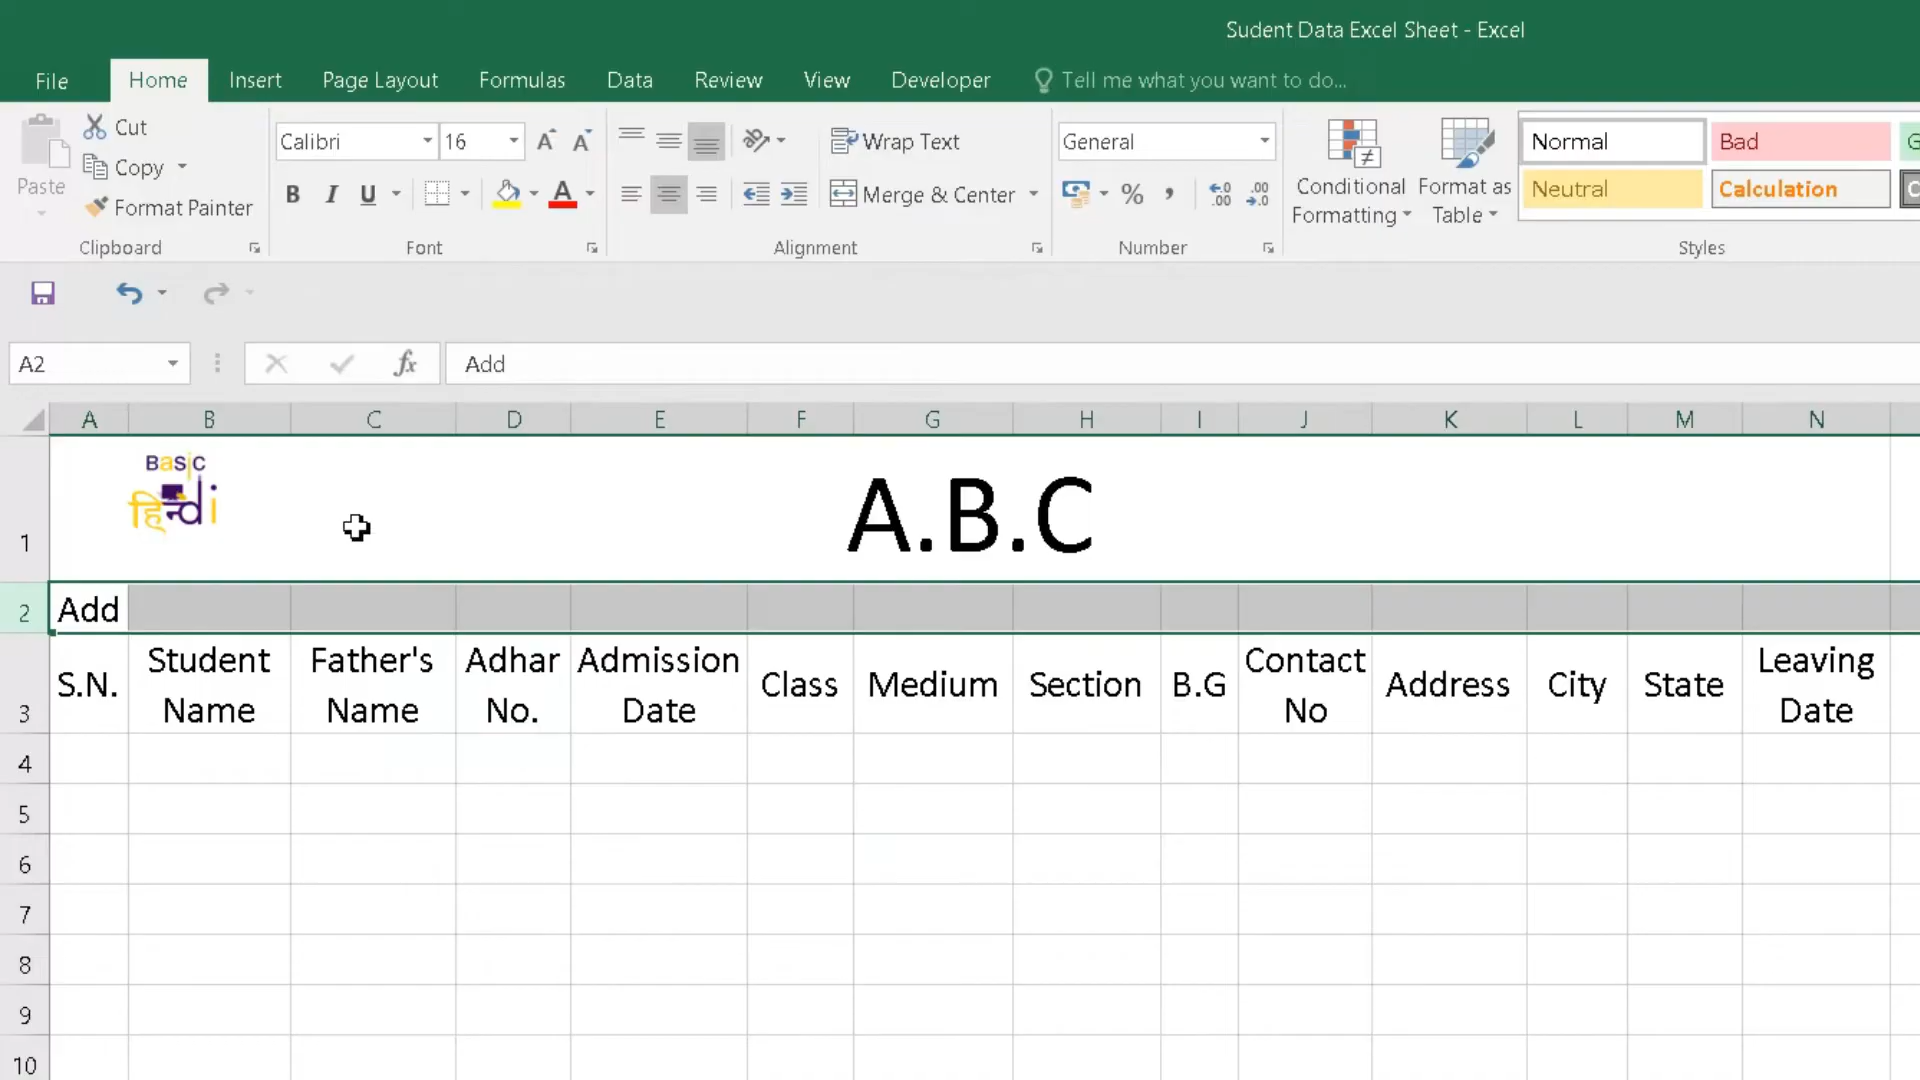 Sudent Data Excel Sheet - Excel
File Home Insert Page Layout Formulas Data Review View Developer Tell me what you want to do...
Cut
Copy
Format Painter
Paste
Clipboard
Calibri 16
B I U A
Font
Wrap Text
Merge & Center
Alignment
General
%
Number
Conditional Formatting
Format as Table
Normal Bad
Neutral Calculation
Styles
A2 fx Add
A B C D E F G H I J K L M N
Basic
हिन्दी
1 A.B.C
2 Add
3 S.N. Student Name Father's Name Adhar No. Admission Date Class Medium Section B.G Contact No Address City State Leaving Date
4
5
6
7
8
9
10